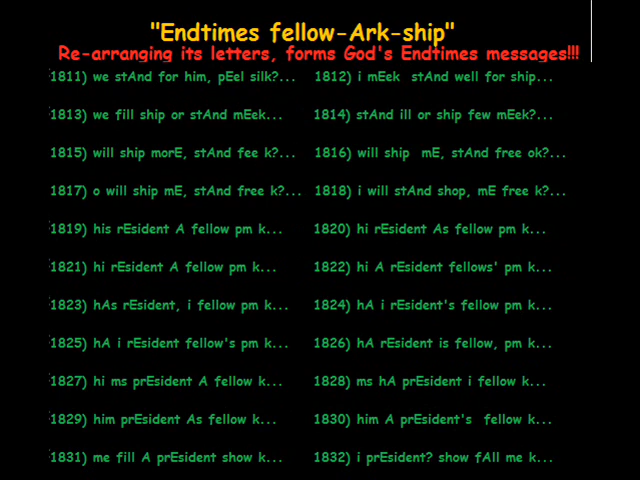 "Endtimes fellow-Ark-ship"
Re-arranging its letters, forms God's Endtimes messages!!!
1811) we stAnd for him, pEel silk?... 1812) i mEek stAnd well for ship...
1813) we fill ship or stAnd mEek... 1814) stAnd ill or ship few mEek?...
1815) will ship morE, stAnd fee k?... 1816) will ship mE, stAnd free ok?...
1817) o will ship mE, stAnd free k?... 1818) i will stAnd shop, mE free k?...
1819) his rEsident A fellow pm k... 1820) hi rEsident As fellow pm k...
1821) hi rEsident A fellow pm k... 1822) hi A rEsident fellows' pm k...
1823) hAs rEsident, i fellow pm k... 1824) hA i rEsident's fellow pm k...
1825) hA i rEsident fellow's pm k... 1826) hA rEsident is fellow, pm k...
1827) hi ms prEsident A fellow k... 1828) ms hA prEsident i fellow k...
1829) him prEsident As fellow k... 1830) him A prEsident's fellow k...
1831) me fill A prEsident show k... 1832) i prEsident? show fAll me k...